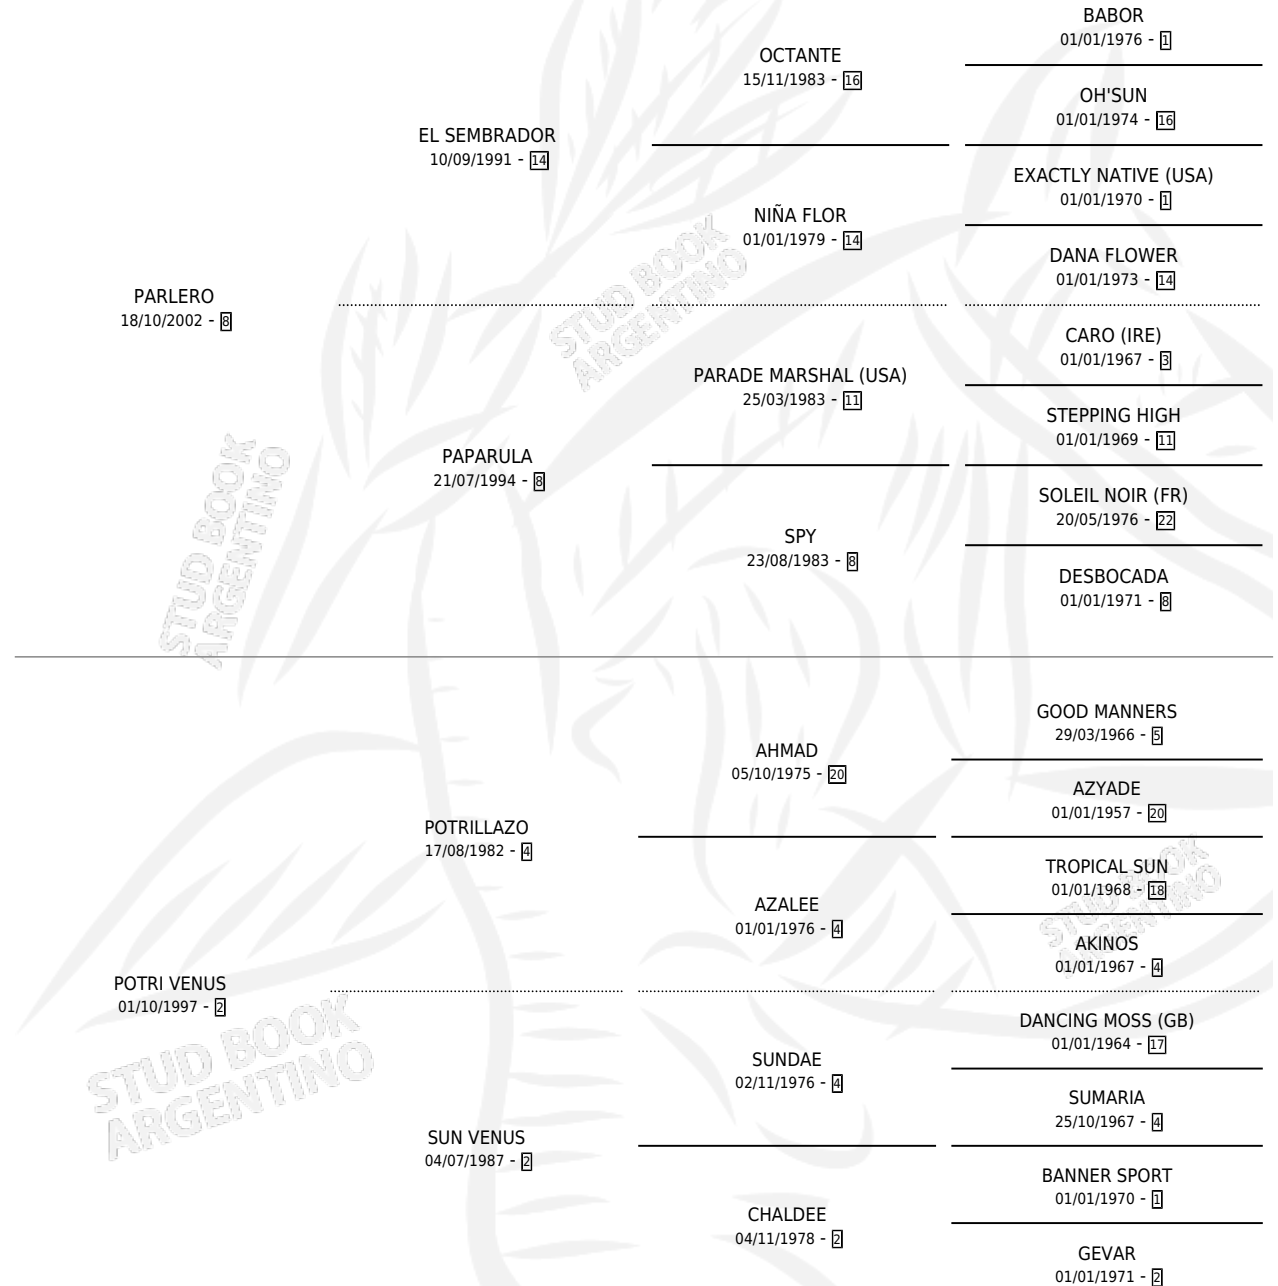 BABOR
01/01/1976 - 1
OCTANTE
15/11/1983 - 16
OH'SUN
01/01/1974 - 16
EL SEMBRADOR
10/09/1991 - 14
EXACTLY NATIVE (USA)
01/01/1970 - 1
NIÑA FLOR
01/01/1979 - 14
DANA FLOWER
01/01/1973 - 14
PARLERO
18/10/2002 - 8
CARO (IRE)
01/01/1967 - 3
PARADE MARSHAL (USA)
25/03/1983 - 11
STEPPING HIGH
01/01/1969 - 11
PAPARULA
21/07/1994 - 8
SOLEIL NOIR (FR)
20/05/1976 - 22
SPY
23/08/1983 - 8
DESBOCADA
01/01/1971 - 8
GOOD MANNERS
29/03/1966 - 5
AHMAD
05/10/1975 - 20
AZYADE
01/01/1957 - 20
POTRILLAZO
17/08/1982 - 4
TROPICAL SUN
01/01/1968 - 18
AZALEE
01/01/1976 - 4
AKINOS
01/01/1967 - 4
POTRI VENUS
01/10/1997 - 2
DANCING MOSS (GB)
01/01/1964 - 17
SUNDAE
02/11/1976 - 4
SUMARIA
25/10/1967 - 4
SUN VENUS
04/07/1987 - 2
BANNER SPORT
01/01/1970 - 1
CHALDEE
04/11/1978 - 2
GEVAR
01/01/1971 - 2
STUD BOOK
ARGENTINO
STUD BOOK
ARGENTINO
STUD BOOK
ARGENTINO
STUD BOOK
ARGENTINO